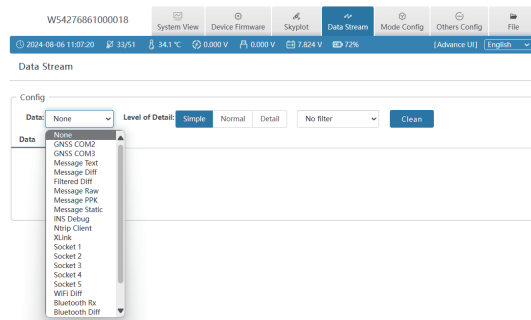 W54276861000018
System View
Device Firmware
Skyplot
Data Stream
Mode Config
Others Config
File
2024-08-06 11:07:20 33/51 34.1 ℃ 0.000 V 0.000 V 7.824 V 72% [Advance UI] English
Data Stream
Config
Data: None Level of Detail: Simple Normal Detail No filter Clean
Data
None
GNSS COM2
GNSS COM3
Message Text
Message Diff
Filtered Diff
Message Raw
Message PPK
Message Static
INS Debug
Ntrip Client
XLink
Socket 1
Socket 2
Socket 3
Socket 4
Socket 5
WiFi Diff
Bluetooth Rx
Bluetooth Diff